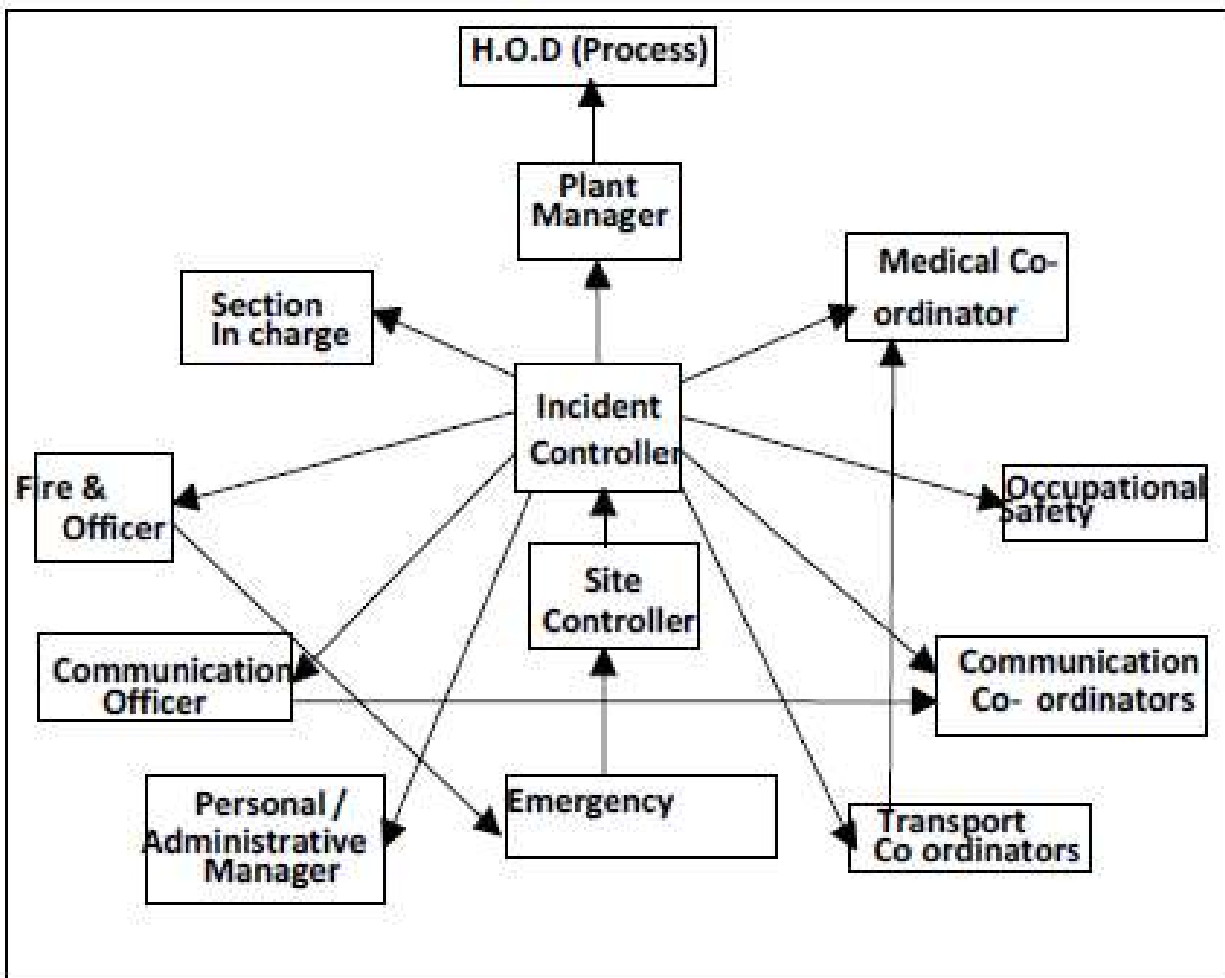 H.O.D (Process)
Plant
Manager
Medical Co-
ordinator
Section
In charge
Incident
Controller
Fire &
Officer
Occupational
Safety
Site
Controller
Communication
Officer
Communication
Co- ordinators
Personal /
Administrative
Manager
Emergency
Transport
Co ordinators